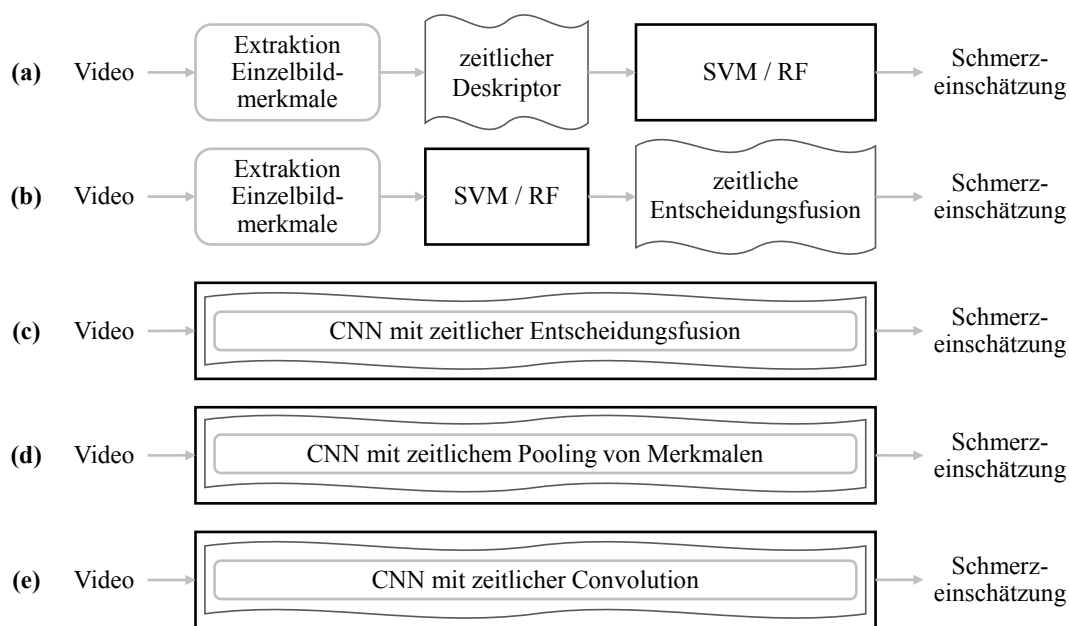 (a) Video
Extraktion
Einzelbild-
merkmale
zeitlicher
Deskriptor
SVM / RF
Schmerz-
einschätzung
(b) Video
Extraktion
Einzelbild-
merkmale
SVM / RF
zeitliche
Entscheidungsfusion
Schmerz-
einschätzung
(c) Video
CNN mit zeitlicher Entscheidungsfusion
Schmerz-
einschätzung
(d) Video
CNN mit zeitlichem Pooling von Merkmalen
Schmerz-
einschätzung
(e) Video
CNN mit zeitlicher Convolution
Schmerz-
einschätzung